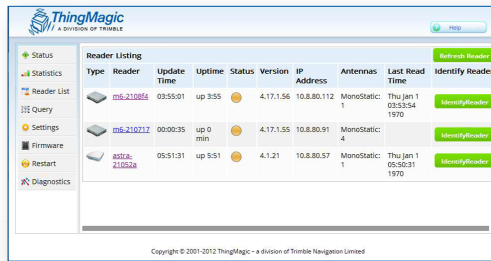 ThingMagic
A DIVISION OF TRIMBLE
Help
Status
Statistics
Reader List
Query
Settings
Firmware
Restart
Diagnostics
Reader Listing
Refresh Reader
Type Reader Update Time Uptime Status Version IP Address Antennas Last Read Time Identify Reade
m6-2108f4 03:55:01 up 3:55 4.17.1.56 10.8.80.112 MonoStatic: 1 Thu Jan 1 03:53:54 1970 IdentifyReader
m6-210717 00:00:35 up 0 min 4.17.1.55 10.8.80.91 MonoStatic: 4 IdentifyReader
astra-21052a 05:51:31 up 5:51 4.1.21 10.8.80.57 MonoStatic: 1 Thu Jan 1 05:50:31 1970 IdentifyReader
Copyright © 2001-2012 ThingMagic – a division of Trimble Navigation Limited